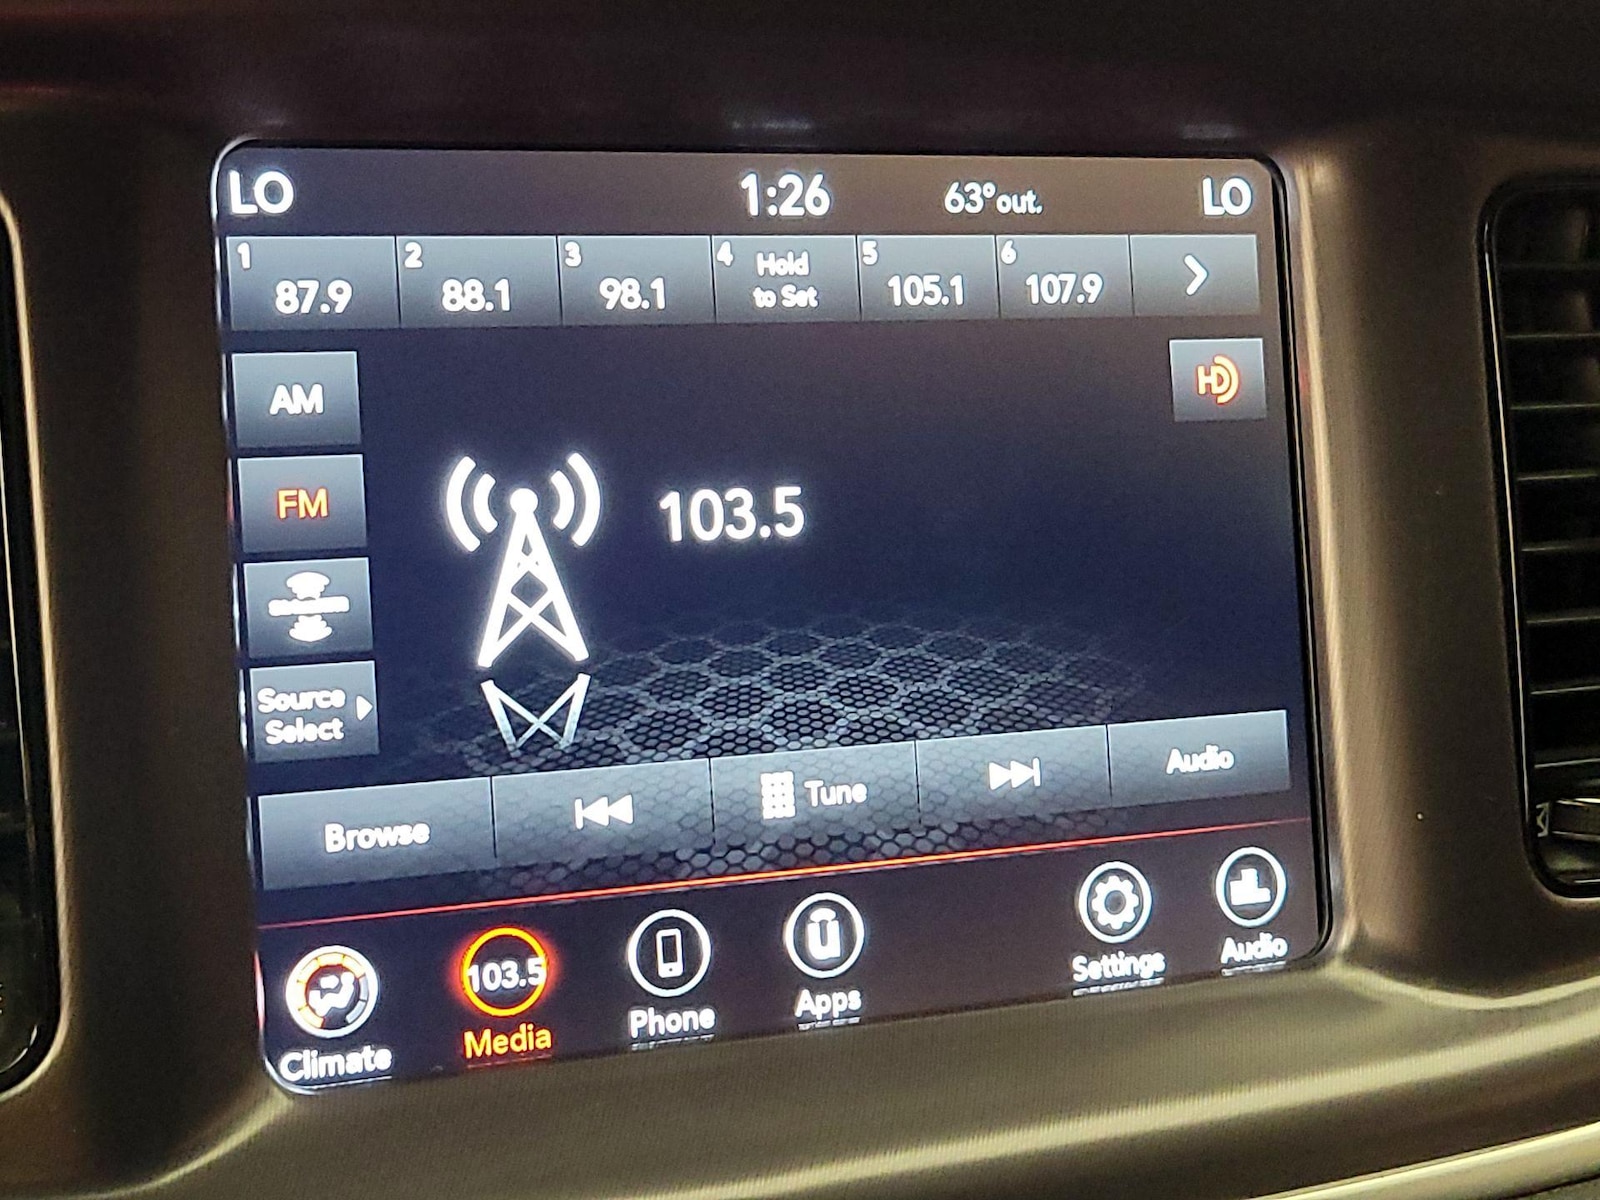 LO 1:26 63°out. LO
1 87.9
2 88.1
3 98.1
4 Hold
to Set
5 105.1
6 107.9
AM
HD
FM
103.5
Source
Select
Browse
Tune
Audio
Climate
103.5
Media
Phone
Apps
Settings
Audio